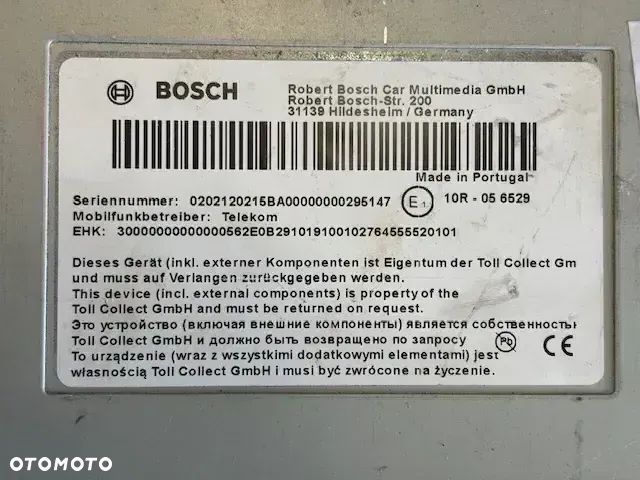 BOSCH
Robert Bosch Car Multimedia GmbH
Robert Bosch-Str. 200
31139 Hildesheim / Germany
Made in Portugal
Seriennummer: 0202120215BA00000000295147
E1
10R - 05 6529
Mobilfunkbetreiber: Telekom
EHK: 30000000000000562E0B291019100102764555520101
Dieses Gerät (inkl. externer Komponenten ist Eigentum der Toll Collect Gm
und muss auf Verlangen zurückgegeben werden.
This device (incl. external components) is property of the
Toll Collect GmbH and must be returned on request.
Это устройство (включая внешние компоненты) является собственностью
Toll Collect GmbH и должно быть возвращено по запросу
Pb
CE
To urządzenie (wraz z wszystkimi dodatkowymi elementami) jest
własnością Toll Collect GmbH i musi być zwrócone na życzenie.
OTOMOTO